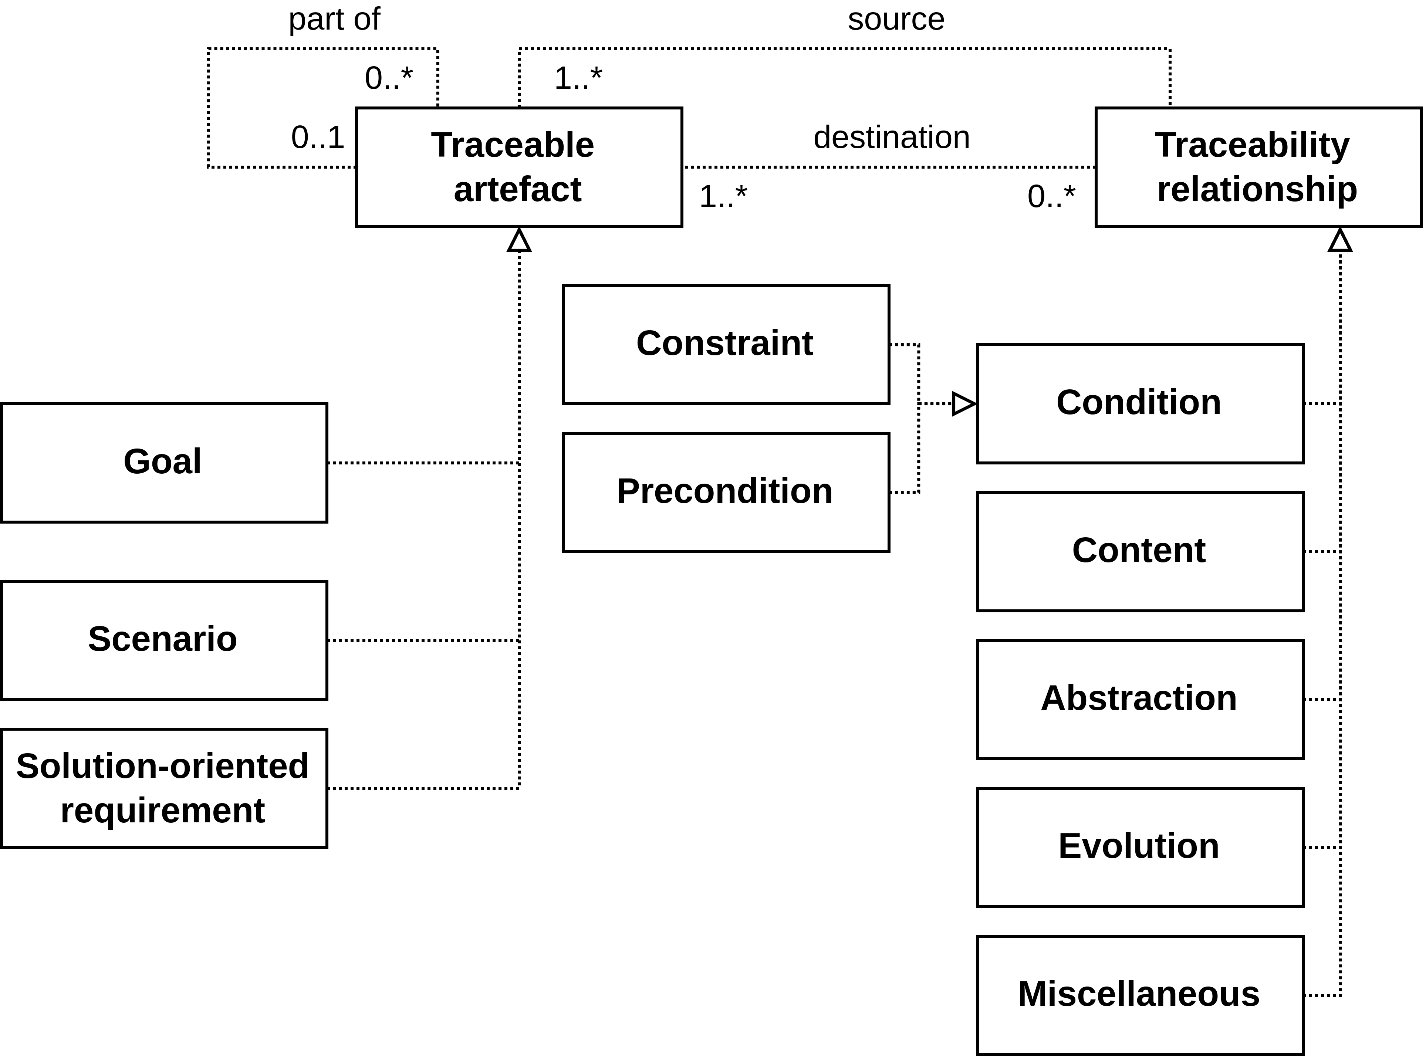 part of
source
0..*
1..*
0..1
Traceable
artefact
destination
1..*
0..*
Traceability
relationship
Constraint
Precondition
Condition
Content
Abstraction
Evolution
Miscellaneous
Goal
Scenario
Solution-oriented
requirement